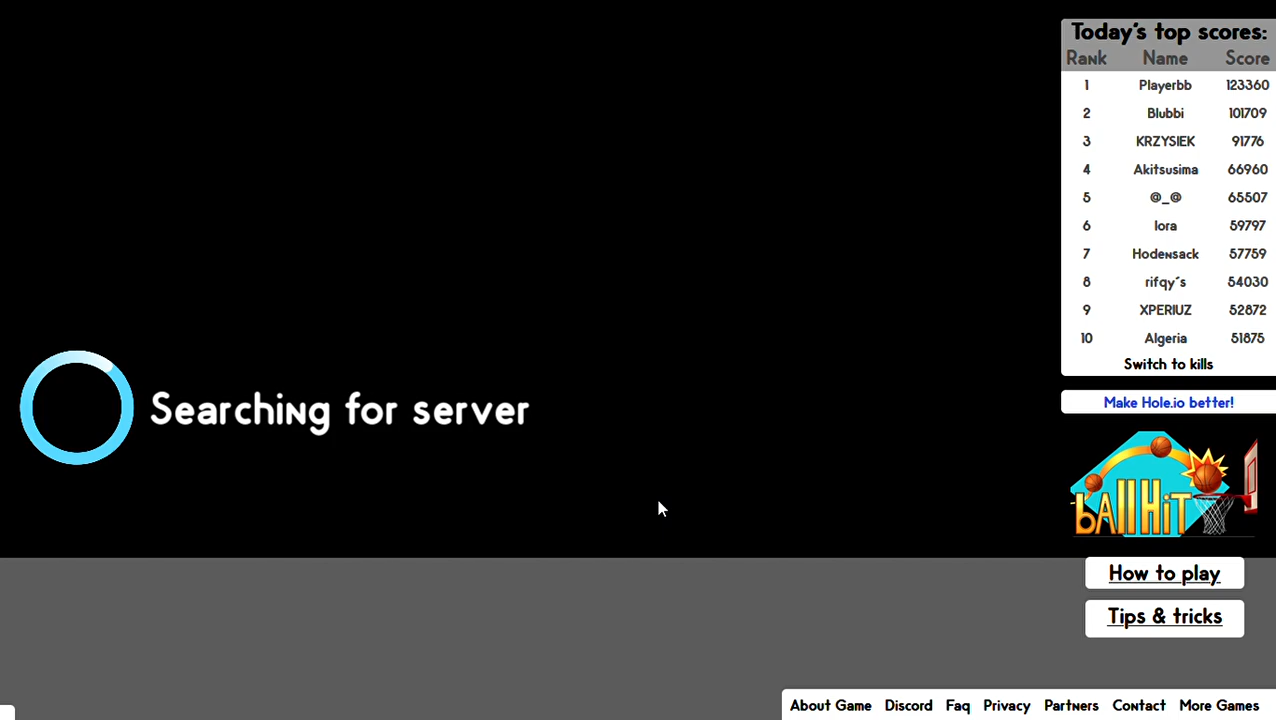 Today's top scores:
Rank Name Score
1 Playerbb 123360
2 Blubbi 101709
3 KRZYSIEK 91776
4 Akitsusima 66960
5 @_@ 65507
6 lora 59797
7 Hodensack 57759
8 rifqy´s 54030
9 XPERIUZ 52872
10 Algeria 51875
Switch to kills
Make Hole.io better!
Searching for server
bAllHiT
How to play
Tips & tricks
About Game Discord Faq Privacy Partners Contact More Games